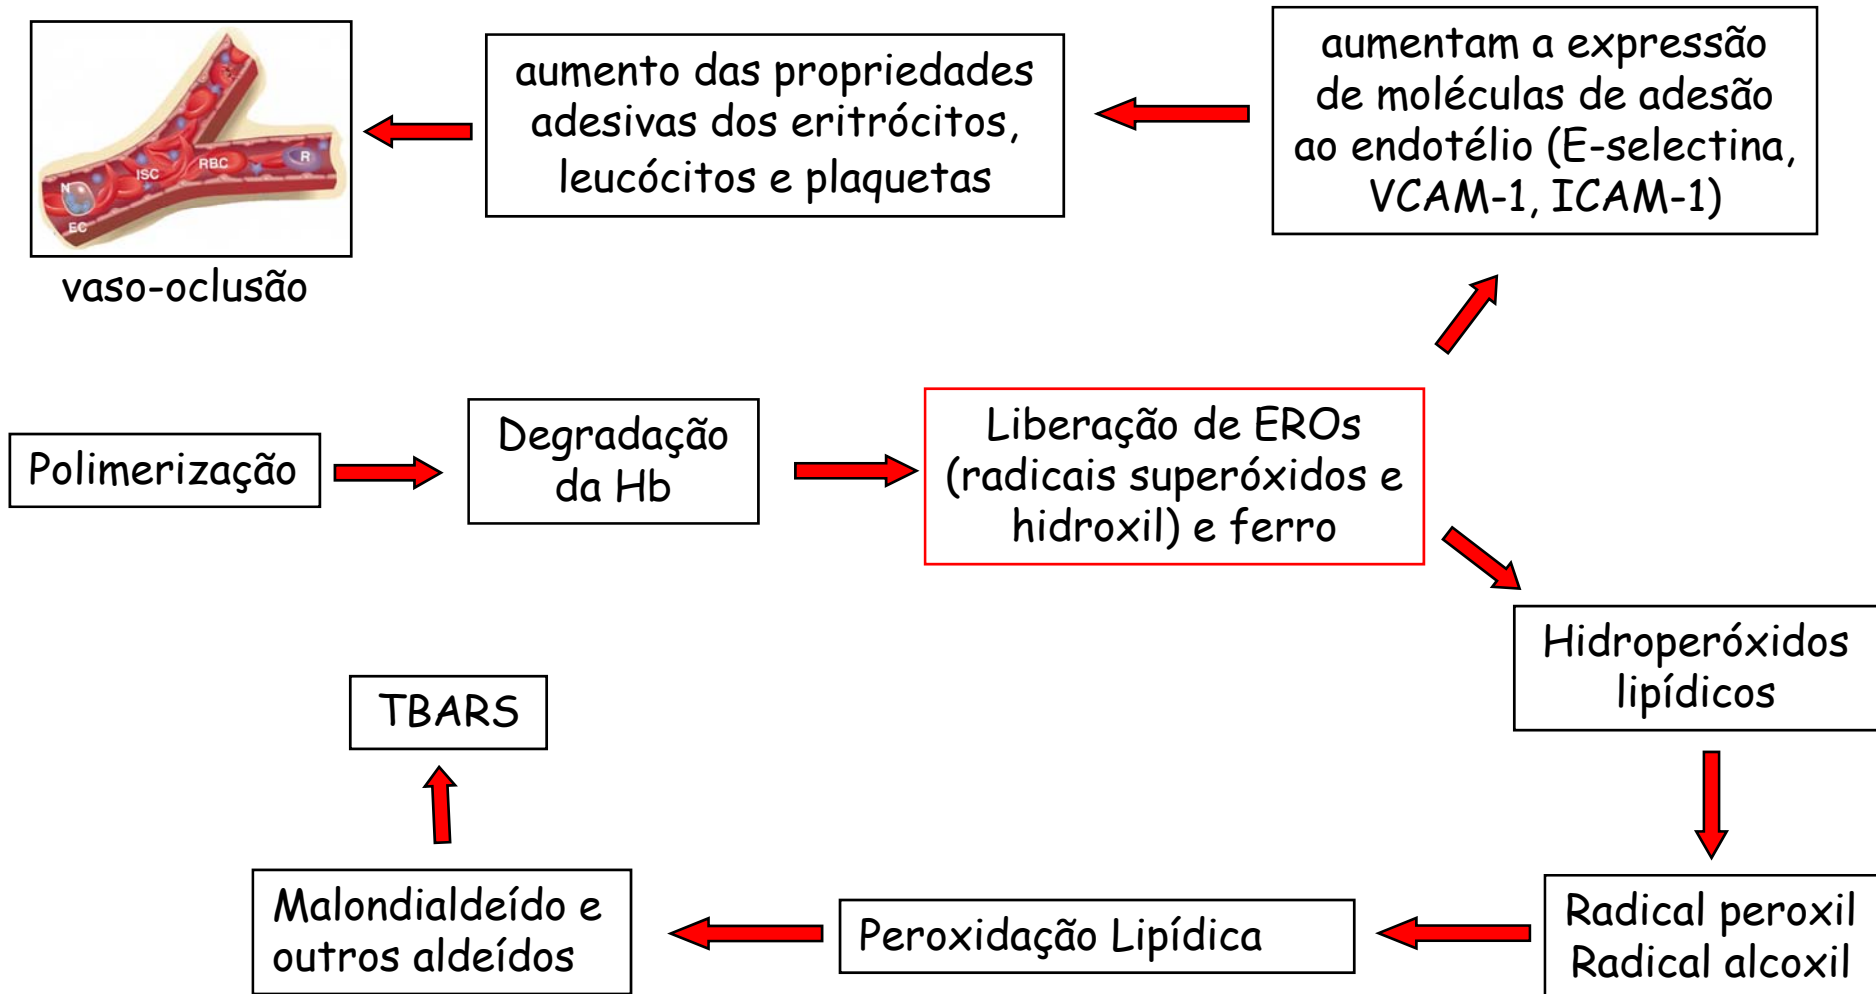 N
EC
ISC
RBC
R
vaso-oclusão
aumento das propriedades
adesivas dos eritrócitos,
leucócitos e plaquetas
aumentam a expressão
de moléculas de adesão
ao endotélio (E-selectina,
VCAM-1, ICAM-1)
Polimerização
Degradação
da Hb
Liberação de EROs
(radicais superóxidos e
hidroxil) e ferro
Hidroperóxidos
lipídicos
TBARS
Malondialdeído e
outros aldeídos
Peroxidação Lipídica
Radical peroxil
Radical alcoxil